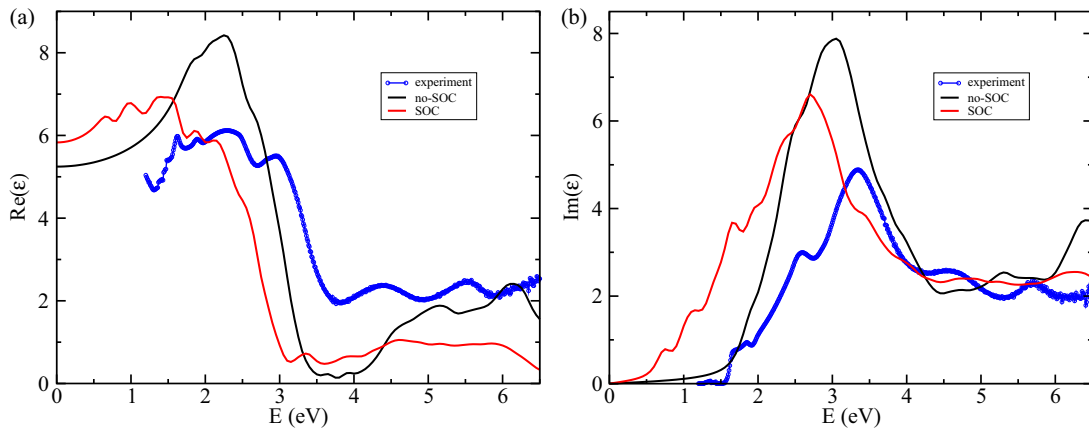 (a)
Re(ε)
8
6
4
2
0
experiment
no-SOC
SOC
0 1 2 3 4 5 6
E (eV)
(b)
Im(ε)
8
6
4
2
0
experiment
no-SOC
SOC
0 1 2 3 4 5 6
E (eV)